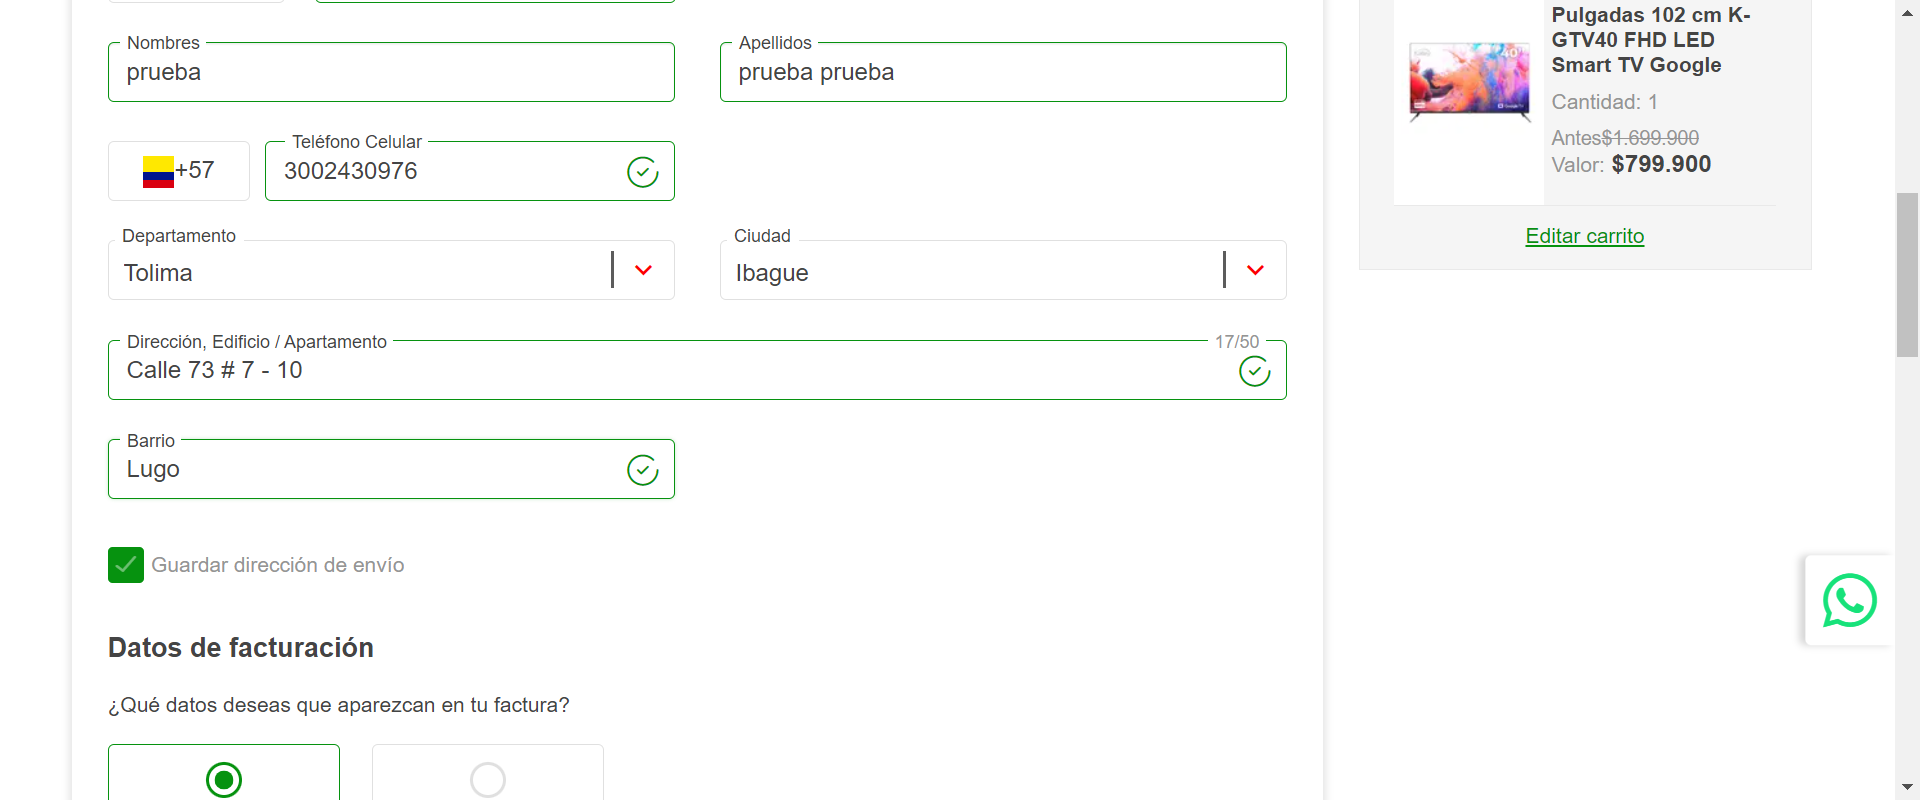 Nombres
prueba
Apellidos
prueba prueba
+57
Teléfono Celular
3002430976
Departamento
Tolima
Ciudad
Ibague
Dirección, Edificio / Apartamento
17/50
Calle 73 # 7 - 10
Barrio
Lugo
Guardar dirección de envío
Datos de facturación
¿Qué datos deseas que aparezcan en tu factura?
Pulgadas 102 cm K-
GTV40 FHD LED
Smart TV Google
Cantidad: 1
Antes$1.699.900
Valor: $799.900
Editar carrito